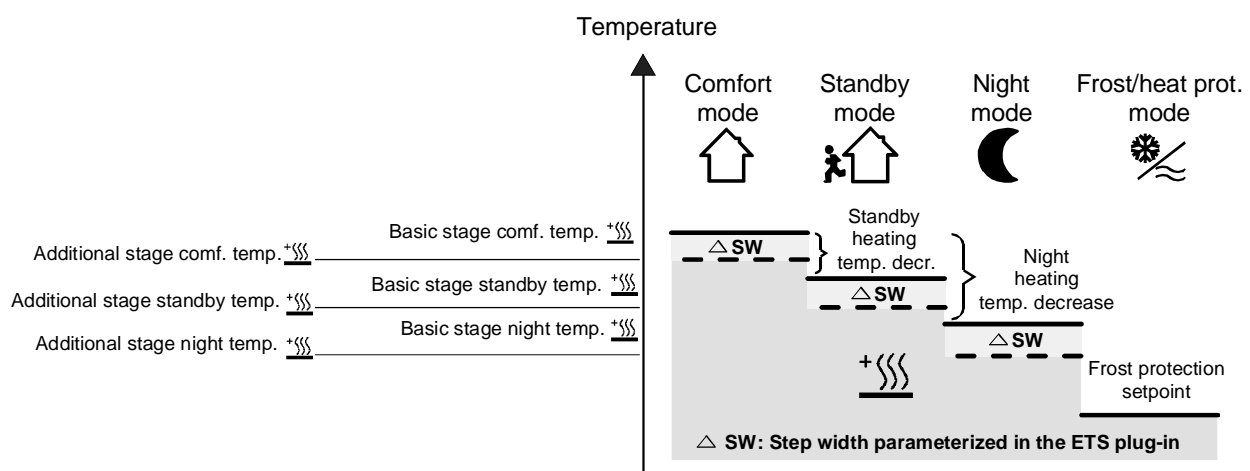 Temperature
Comfort
mode
Standby
mode
Night
mode
Frost/heat prot.
mode
Basic stage comf. temp.
Additional stage comf. temp.
Basic stage standby temp.
Additional stage standby temp.
Basic stage night temp.
Additional stage night temp.
△ SW
Standby
heating
temp. decr.
△ SW
Night
heating
temp. decrease
△ SW
Frost protection
setpoint
△ SW: Step width parameterized in the ETS plug-in